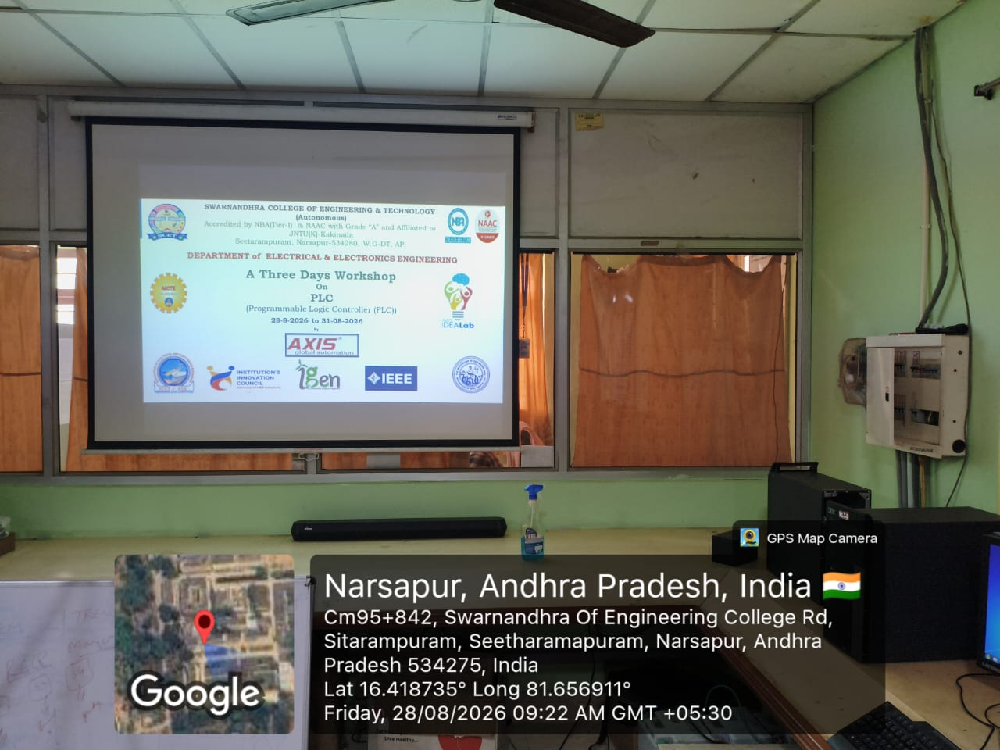 SWARNANDHRA COLLEGE OF ENGINEERING & TECHNOLOGY
(Autonomous)
Accredited by NBA(Tier-I) & NAAC with Grade "A" and Affiliated to
JNTU(K)-Kakinada
Seetarampuram, Narsapur-534280, W.G-DT, AP.
DEPARTMENT of ELECTRICAL & ELECTRONICS ENGINEERING
A Three Days Workshop
On
PLC
(Programmable Logic Controller (PLC))
28-8-2026 to 31-08-2026
By
AXIS
global automation
SCET
NBA
NAAC
AICTE
IDEALab
INSTITUTION'S
INNOVATION
COUNCIL
igen
IEEE
GPS Map Camera
Narsapur, Andhra Pradesh, India
Cm95+842, Swarnandhra Of Engineering College Rd,
Sitarampuram, Seetharamapuram, Narsapur, Andhra
Pradesh 534275, India
Lat 16.418735° Long 81.656911°
Friday, 28/08/2026 09:22 AM GMT +05:30
Google
Live Healthy...